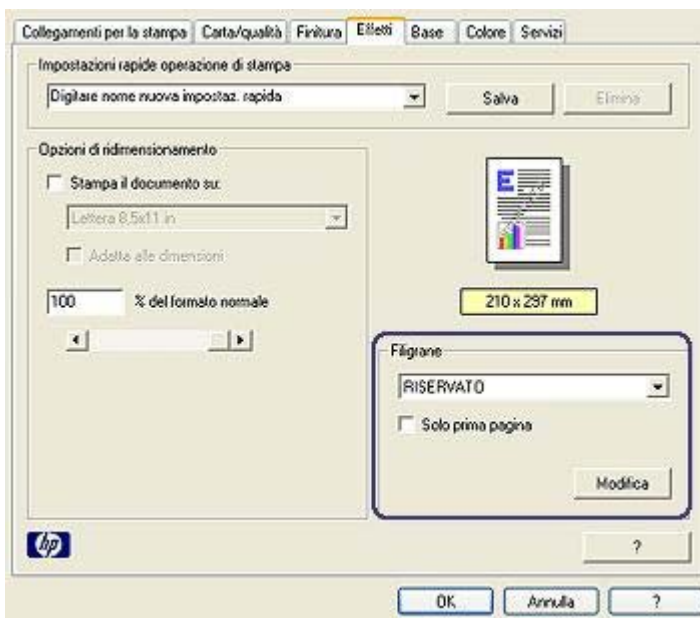 Collegamenti per la stampa Carta/qualità Finitura Effetti Base Colore Servizi
Impostazioni rapide operazione di stampa
Digitare nome nuova impostaz. rapida Salva Elimina
Opzioni di ridimensionamento
Stampa il documento su:
Lettera 8,5x11 in
Adatta alle dimensioni
100 % del formato normale
E
210 x 297 mm
Filigrane
RISERVATO
Solo prima pagina
Modifica
hp ?
OK Annulla ?